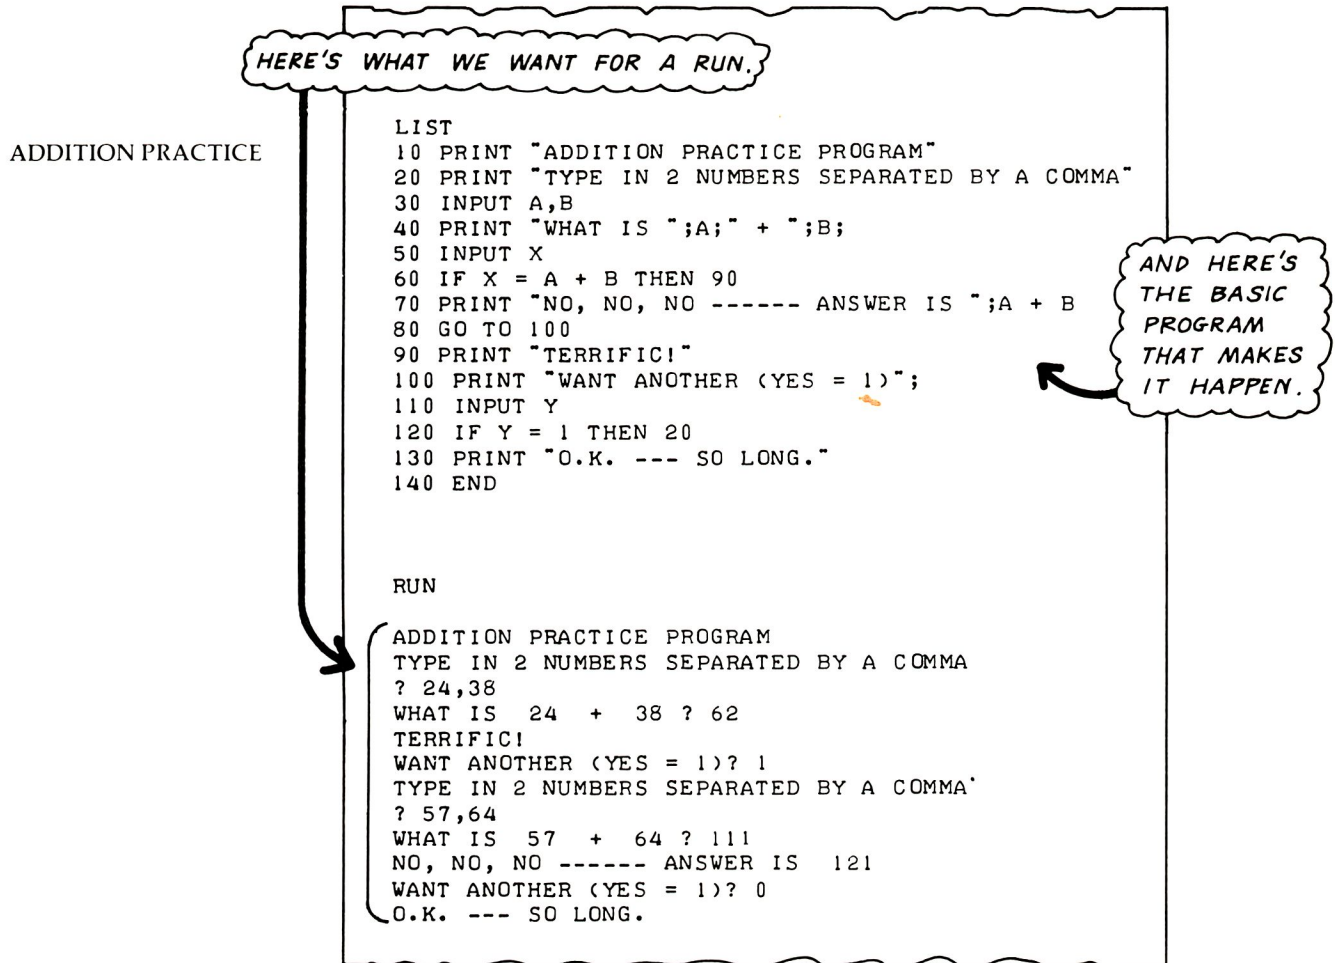 HERE'S WHAT WE WANT FOR A RUN.
ADDITION PRACTICE
LIST
10 PRINT "ADDITION PRACTICE PROGRAM"
20 PRINT "TYPE IN 2 NUMBERS SEPARATED BY A COMMA"
30 INPUT A,B
40 PRINT "WHAT IS ";A;" + ";B;
50 INPUT X
60 IF X = A + B THEN 90
70 PRINT "NO, NO, NO ------ ANSWER IS ";A + B
80 GO TO 100
90 PRINT "TERRIFIC!"
100 PRINT "WANT ANOTHER (YES = 1)";
110 INPUT Y
120 IF Y = 1 THEN 20
130 PRINT "O.K. --- SO LONG."
140 END
AND HERE'S
THE BASIC
PROGRAM
THAT MAKES
IT HAPPEN.
RUN
ADDITION PRACTICE PROGRAM
TYPE IN 2 NUMBERS SEPARATED BY A COMMA
? 24,38
WHAT IS  24  +  38 ? 62
TERRIFIC!
WANT ANOTHER (YES = 1)? 1
TYPE IN 2 NUMBERS SEPARATED BY A COMMA
? 57,64
WHAT IS  57  +  64 ? 111
NO, NO, NO ------ ANSWER IS  121
WANT ANOTHER (YES = 1)? 0
O.K. --- SO LONG.